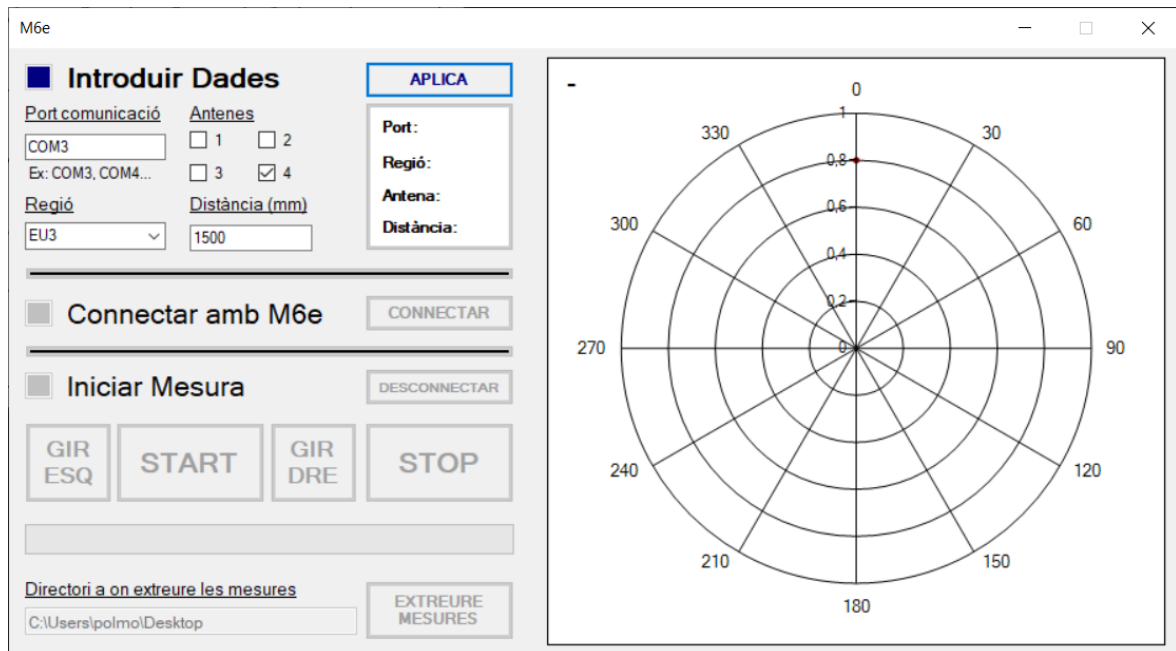 M6e
Introduir Dades
APLICA
Port comunicació
Antenes
COM3
1
2
Ex: COM3, COM4...
3
4
Regió
Distància (mm)
EU3
1500
Port:
Regió:
Antena:
Distància:
Connectar amb M6e
CONNECTAR
Iniciar Mesura
DESCONNECTAR
GIR
ESQ
START
GIR
DRE
STOP
Directori a on extreure les mesures
C:\Users\polmo\Desktop
EXTREURE
MESURES
-
0
30
60
90
120
150
180
210
240
270
300
330
1
0,8
0,6
0,4
0,2
0